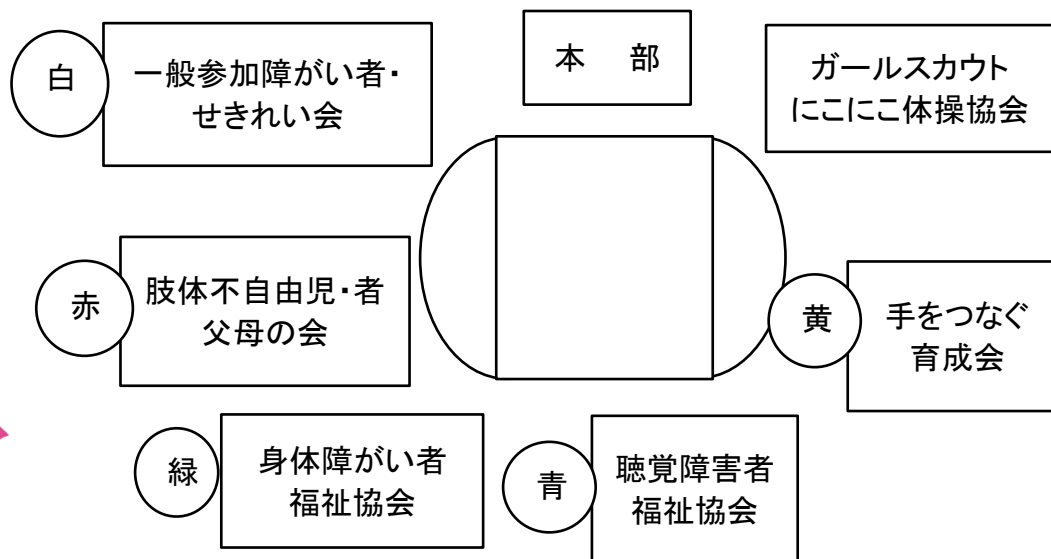 白
一般参加障がい者・
せきれい会
本 部
ガールスカウト
にこにこ体操協会
赤
肢体不自由児・者
父母の会
黄
手をつなぐ
育成会
緑
身体障がい者
福祉協会
青
聴覚障害者
福祉協会